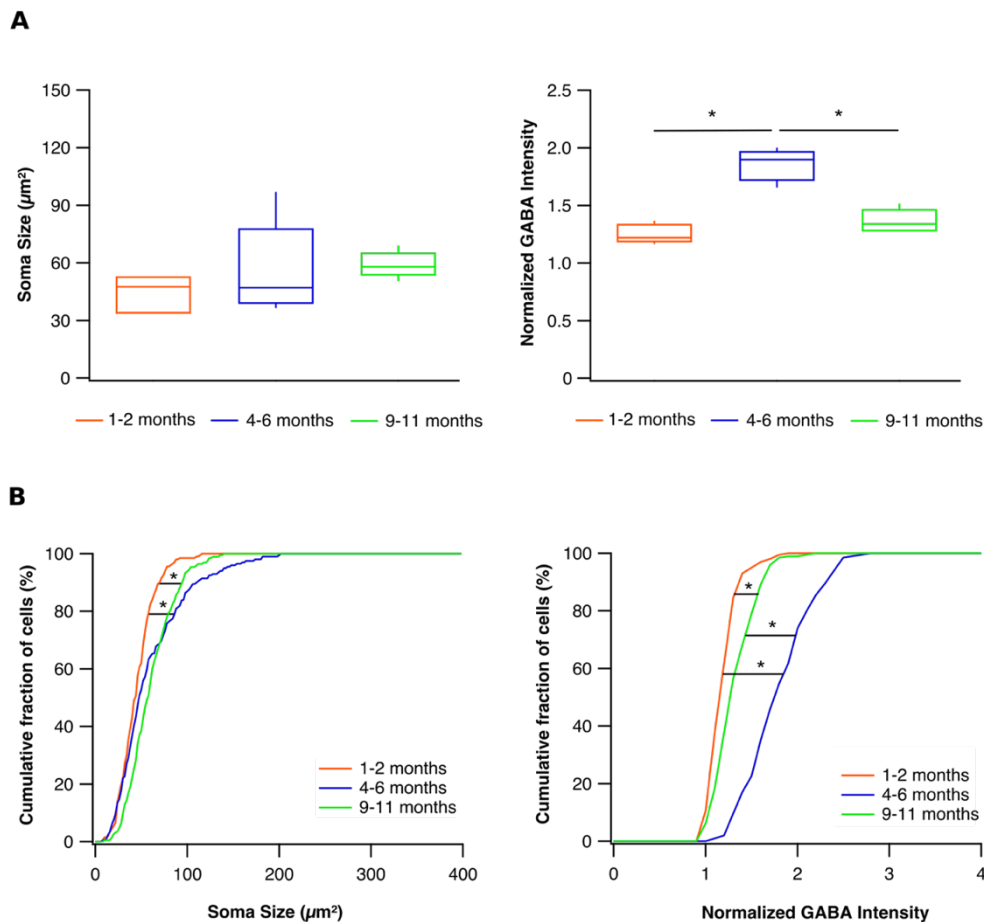 A
150
120
90
60
30
0
Soma Size (µm²)
1-2 months
4-6 months
9-11 months
2.5
2.0
1.5
1.0
0.5
0
Normalized GABA Intensity
*
*
1-2 months
4-6 months
9-11 months
B
100
80
60
40
20
0
Cumulative fraction of cells (%)
*
*
1-2 months
4-6 months
9-11 months
0 100 200 300 400
Soma Size (µm²)
100
80
60
40
20
0
Cumulative fraction of cells (%)
*
*
*
1-2 months
4-6 months
9-11 months
0 1 2 3 4
Normalized GABA Intensity